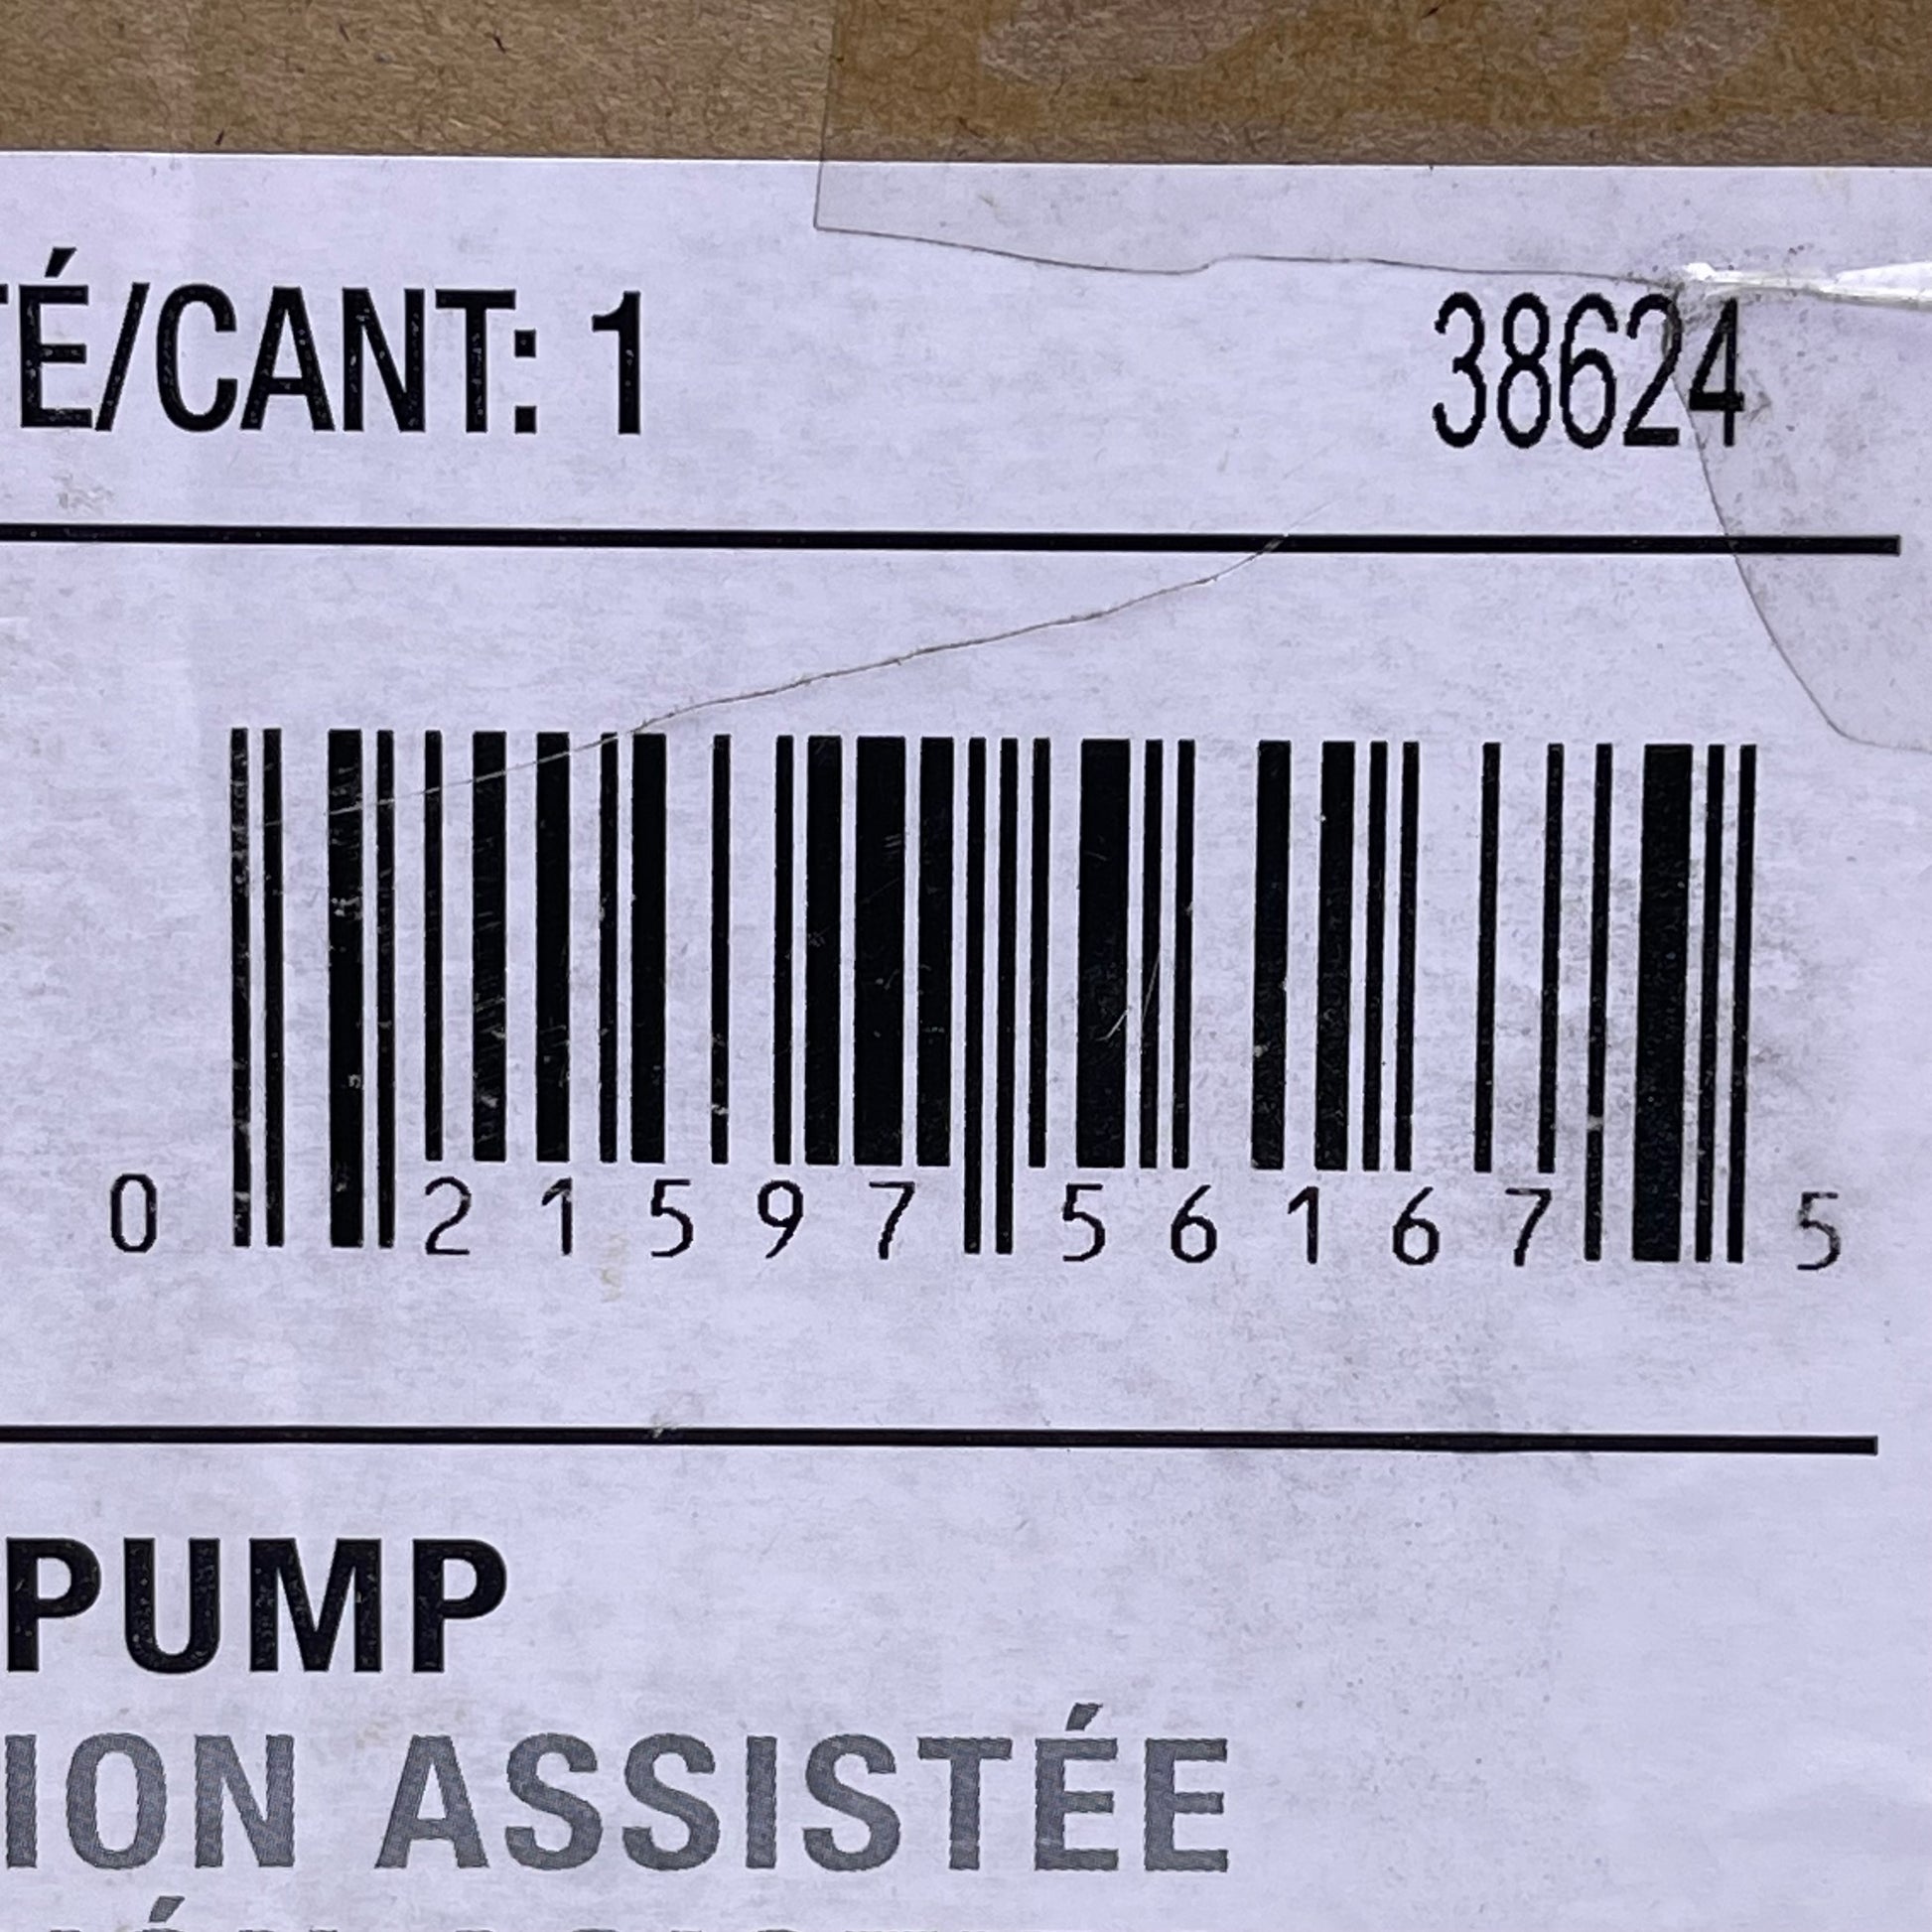 TÉ/CANT: 1 38624
0 21597 56167 5
PUMP
ION ASSISTÉE